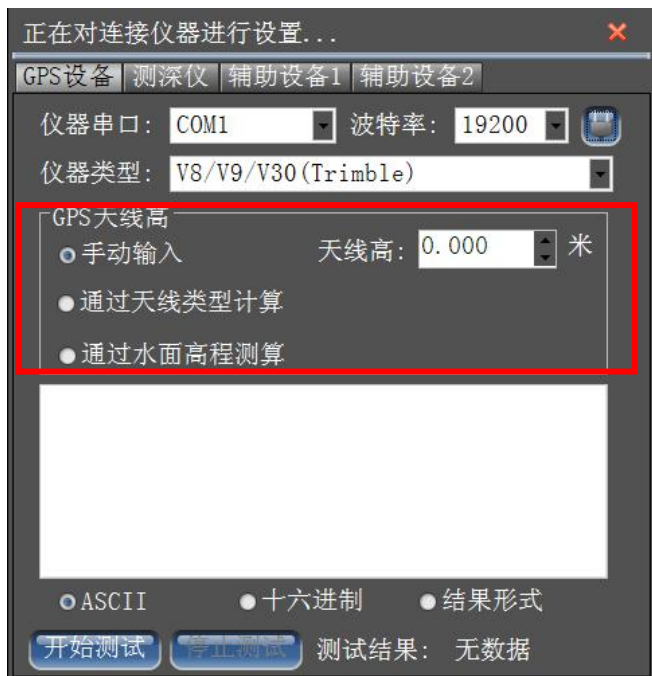 正在对连接仪器进行设置...
GPS设备 测深仪 辅助设备1 辅助设备2
仪器串口: COM1 波特率: 19200
仪器类型: V8/V9/V30(Trimble)
GPS天线高
手动输入 天线高: 0.000 米
通过天线类型计算
通过水面高程测算
ASCII 十六进制 结果形式
开始测试 停止测试 测试结果: 无数据